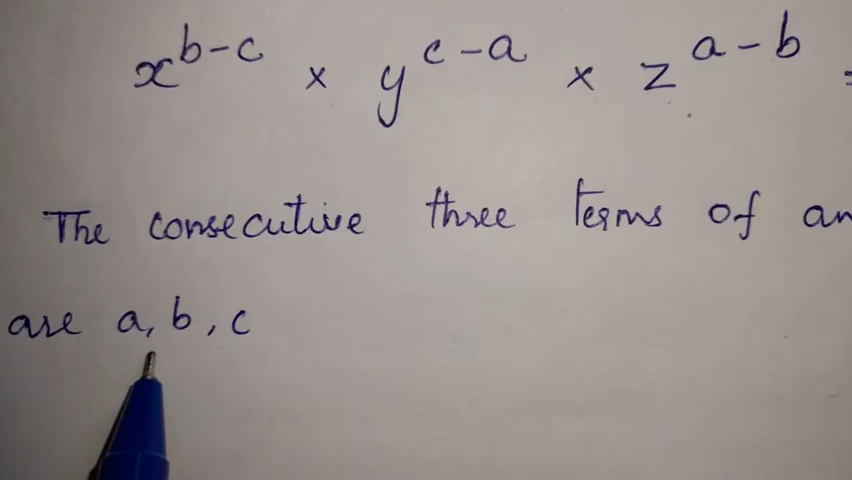 x^{b-c} × y^{c-a} × z^{a-b} =
The consecutive three terms of an
are a, b, c